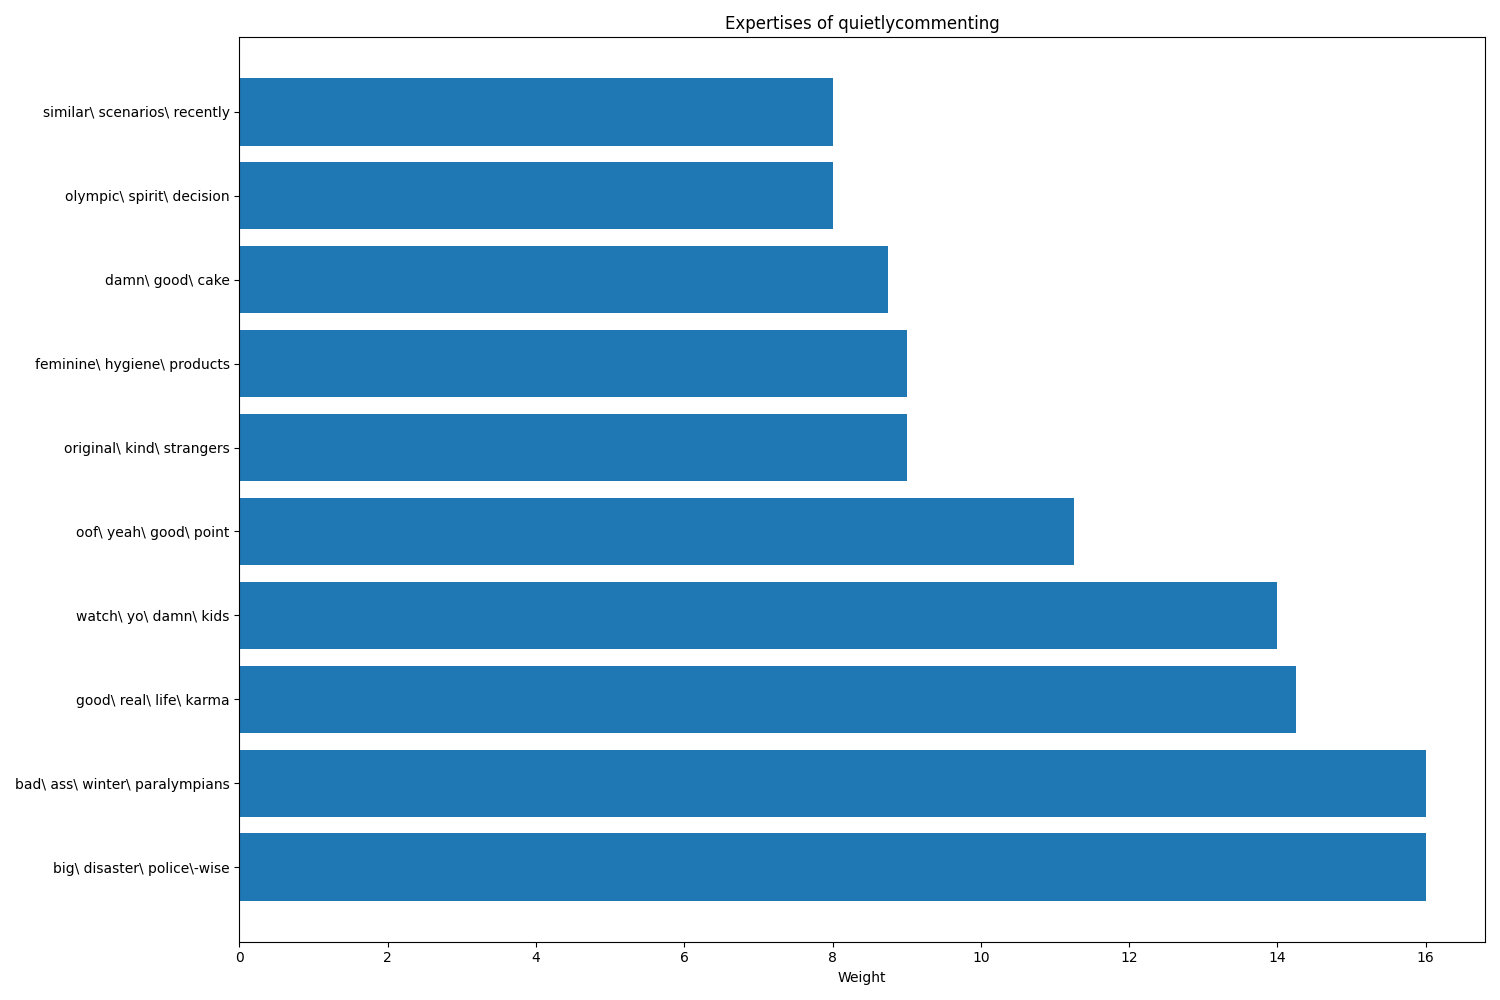 Expertises of quietlycommenting
similar\ scenarios\ recently
olympic\ spirit\ decision
damn\ good\ cake
feminine\ hygiene\ products
original\ kind\ strangers
oof\ yeah\ good\ point
watch\ yo\ damn\ kids
good\ real\ life\ karma
bad\ ass\ winter\ paralympians
big\ disaster\ police\-wise
0 2 4 6 8 10 12 14 16
Weight